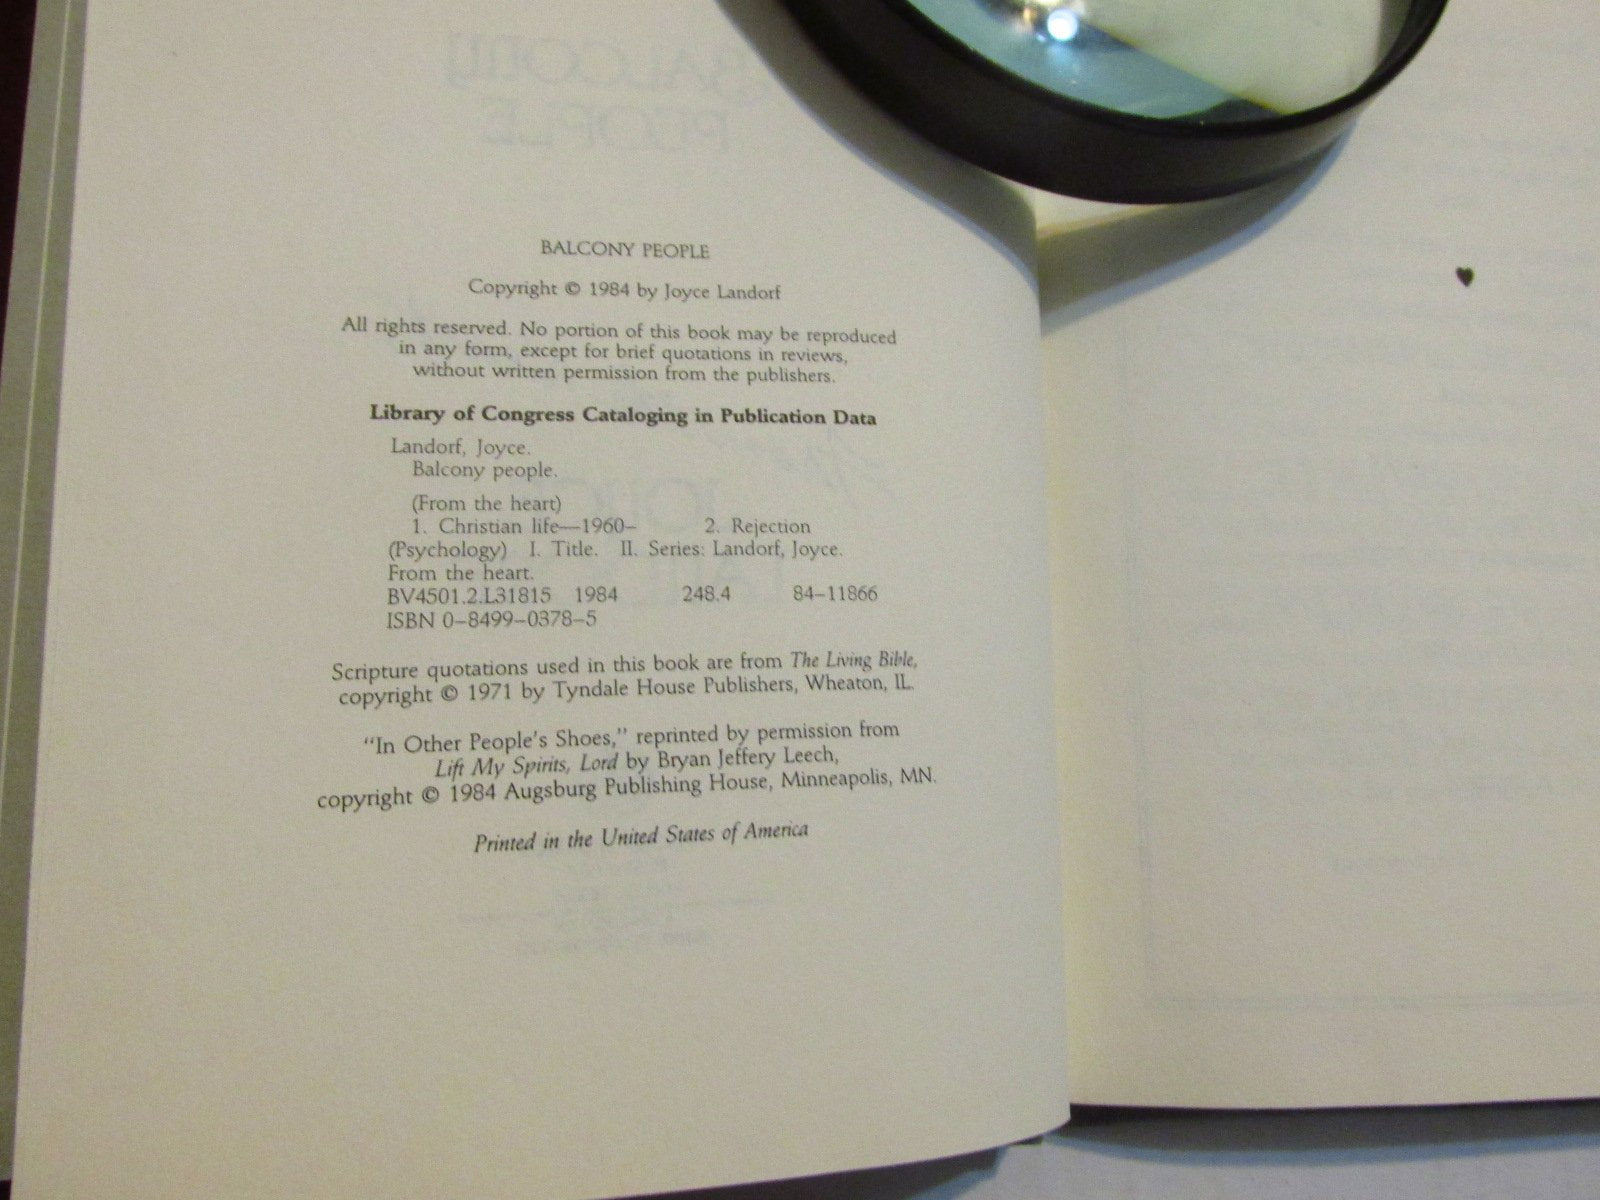 BALCONY PEOPLE
Copyright © 1984 by Joyce Landorf
All rights reserved. No portion of this book may be reproduced
in any form, except for brief quotations in reviews,
without written permission from the publishers.
Library of Congress Cataloging in Publication Data
Landorf, Joyce.
Balcony people.
(From the heart)
1. Christian life—1960– 2. Rejection
(Psychology) I. Title. II. Series: Landorf, Joyce.
From the heart.
BV4501.2.L31815 1984 248.4 84–11866
ISBN 0–8499–0378–5
Scripture quotations used in this book are from The Living Bible,
copyright © 1971 by Tyndale House Publishers, Wheaton, IL.
“In Other People’s Shoes,” reprinted by permission from
Lift My Spirits, Lord by Bryan Jeffery Leech,
copyright © 1984 Augsburg Publishing House, Minneapolis, MN.
Printed in the United States of America